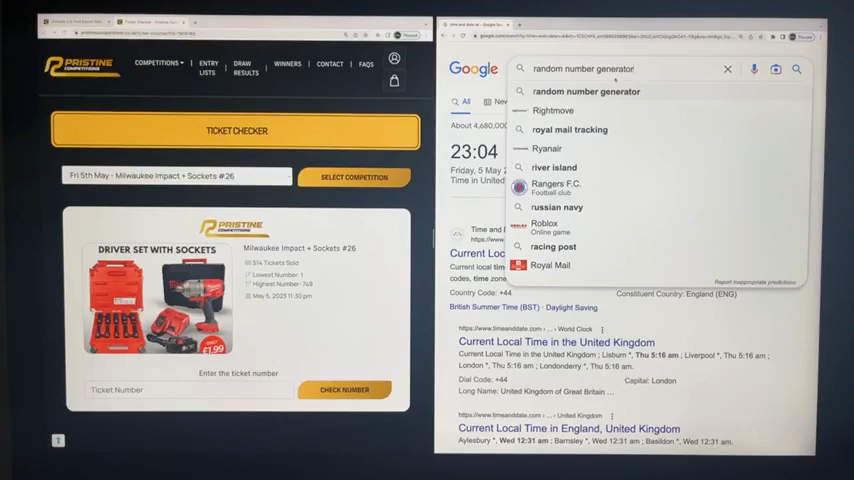 PRISTINE
COMPETITIONS
COMPETITIONS
ENTRY
LISTS
DRAW
RESULTS
WINNERS
CONTACT
FAQS
TICKET CHECKER
Fri 5th May - Milwaukee Impact + Sockets #26
SELECT COMPETITION
PRISTINE
COMPETITIONS
DRIVER SET WITH SOCKETS
ONLY
£1.99
Milwaukee Impact + Sockets #26
514 Tickets Sold
Lowest Number: 1
Highest Number: 749
May 5, 2023 11:30 pm
Enter the ticket number
Ticket Number
CHECK NUMBER
1
Google
random number generator
All
New
About 4,680,000
23:04
Friday, 5 May 2
Time in United
random number generator
Rightmove
royal mail tracking
Ryanair
river island
Rangers F.C.
Football club
russian navy
Roblox
Online game
racing post
Royal Mail
Report inappropriate predictions
Time and
https://www.
Current Loc
Current local tim
codes, time zone
Country Code: +44
Constituent Country: England (ENG)
British Summer Time (BST) · Daylight Saving
https://www.timeanddate.com › ... › World Clock
Current Local Time in the United Kingdom
Current Local Time in the United Kingdom ; Lisburn *, Thu 5:16 am ; Liverpool *, Thu 5:16 am ;
London *, Thu 5:16 am ; Londonderry *, Thu 5:16 am.
Dial Code: +44
Capital: London
Long Name: United Kingdom of Great Britain ...
https://www.timeanddate.com › ... › United Kingdom
Current Local Time in England, United Kingdom
Aylesbury *, Wed 12:31 am ; Barnsley *, Wed 12:31 am ; Basildon *, Wed 12:31 am.